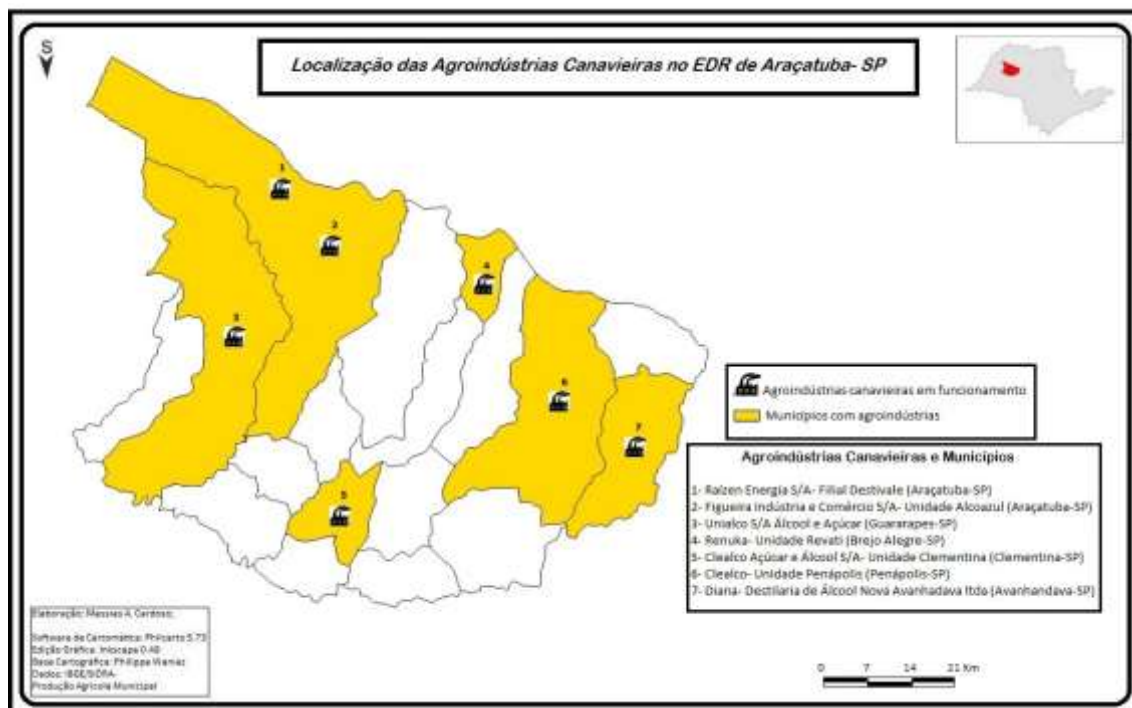 S
Localização das Agroindústrias Canavieiras no EDR de Araçatuba- SP
1
2
3
4
5
6
7
Agroindústrias canavieiras em funcionamento
Municípios com agroindústrias
Agroindústrias Canavieiras e Municípios
1- Raízen Energia S/A- Filial Destivale (Araçatuba-SP)
2- Figueira Indústria e Comércio S/A- Unidade Alcoazul (Araçatuba-SP)
3- Unialco S/A Álcool e Açúcar (Guararapes-SP)
4- Renuka- Unidade Revati (Brejo Alegre-SP)
5- Clealco Açúcar e Álcool S/A- Unidade Clementina (Clementina-SP)
6- Clealco- Unidade Penápolis (Penápolis-SP)
7- Diana- Destilaria de Álcool Nova Avanhadava ltda (Avanhandava-SP)
Elaboração: Messias A. Cardoso;
Software de Cartomática: Philcarto 5.73
Edição Gráfica: Inkscape 0.48
Base Cartográfica: Philippe Waniez
Dados: IBGE/SIDRA-
Produção Agrícola Municipal
0 7 14 21 Km